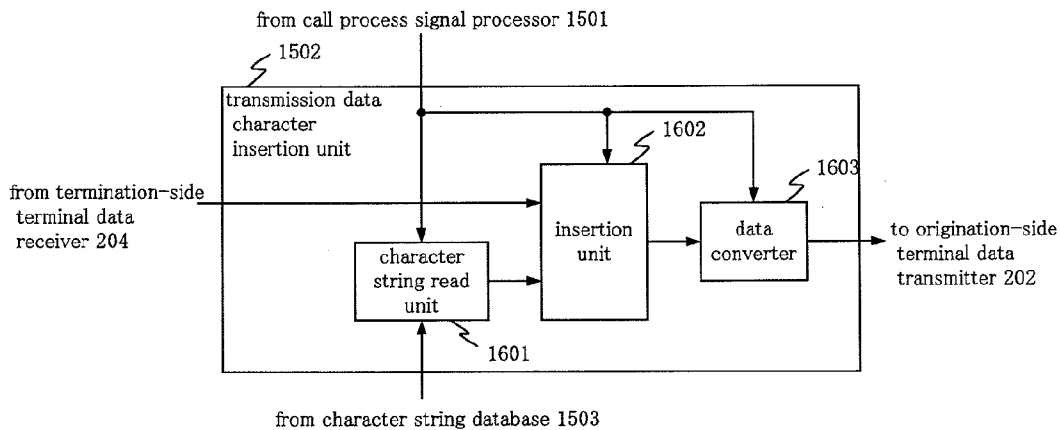 from call process signal processor 1501
1502
transmission data
character
insertion unit
1602
1603
from termination-side
terminal data
receiver 204
insertion
unit
data
converter
to origination-side
terminal data
transmitter 202
character
string read
unit
1601
from character string database 1503